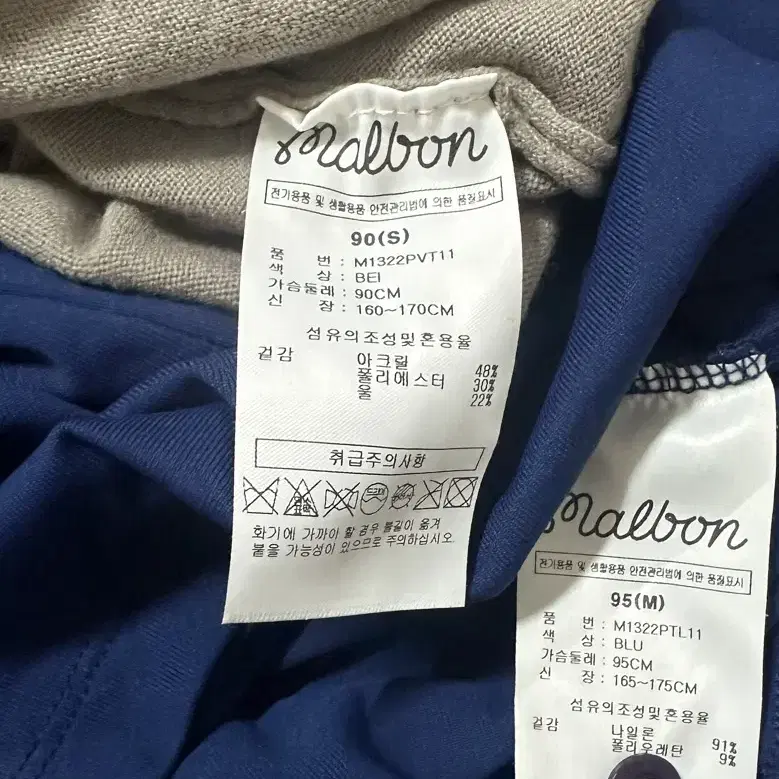 malbon
전기용품 및 생활용품 안전관리법에 의한 품질표시
90(S)
품 번 : M1322PVT11
색 상 : BEI
가슴둘레 : 90CM
신 장 : 160~170CM
섬유의조성및혼용율
겉감 아크릴 48%
폴리에스터 30%
울 22%
취급주의사항
드라이
화기에 가까이 할 경우 불길이 옮겨
붙을 가능성이 있으므로 주의하십시오.
malbon
전기용품 및 생활용품 안전관리법에 의한 품질표시
95(M)
품 번 : M1322PTL11
색 상 : BLU
가슴둘레 : 95CM
신 장 : 165~175CM
섬유의조성및혼용율
겉감 나일론 91%
폴리우레탄 9%